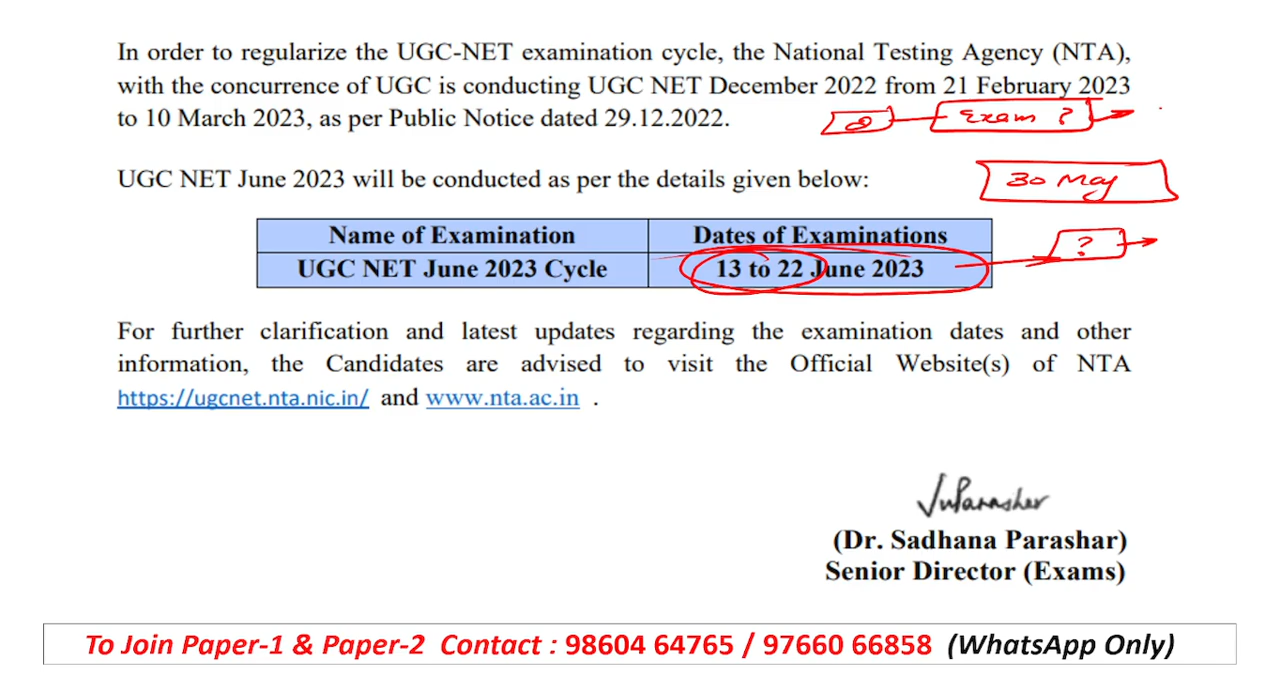 In order to regularize the UGC-NET examination cycle, the National Testing Agency (NTA),
with the concurrence of UGC is conducting UGC NET December 2022 from 21 February 2023
to 10 March 2023, as per Public Notice dated 29.12.2022.
Exam ?
UGC NET June 2023 will be conducted as per the details given below:
30 May
Name of Examination Dates of Examinations
?
UGC NET June 2023 Cycle 13 to 22 June 2023
For further clarification and latest updates regarding the examination dates and other
information, the Candidates are advised to visit the Official Website(s) of NTA
https://ugcnet.nta.nic.in/ and www.nta.ac.in .
(Dr. Sadhana Parashar)
Senior Director (Exams)
To Join Paper-1 & Paper-2 Contact : 98604 64765 / 97660 66858 (WhatsApp Only)